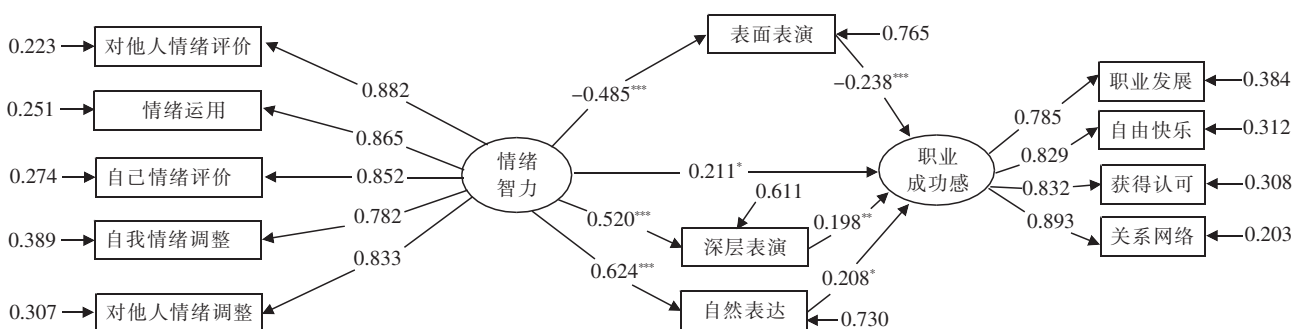 0.223
对他人情绪评价
0.251
情绪运用
0.274
自己情绪评价
0.389
自我情绪调整
0.307
对他人情绪调整
0.882
0.865
0.852
0.782
0.833
情绪
智力
-0.485***
0.211*
0.520***
0.624***
表面表演
0.765
-0.238***
0.611
深层表演
0.198**
自然表达
0.208*
0.730
职业
成功感
0.785
0.829
0.832
0.893
职业发展
0.384
自由快乐
0.312
获得认可
0.308
关系网络
0.203